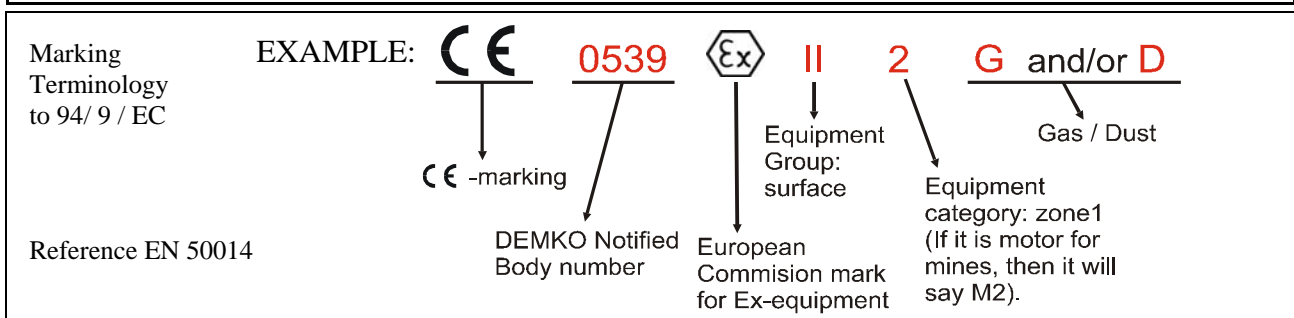 Marking
Terminology
to 94/ 9 / EC
EXAMPLE: CE 0539 Ex II 2 G and/or D
CE -marking
DEMKO Notified
Body number
European
Commision mark
for Ex-equipment
Equipment
Group:
surface
Equipment
category: zone1
(If it is motor for
mines, then it will
say M2).
Gas / Dust
Reference EN 50014